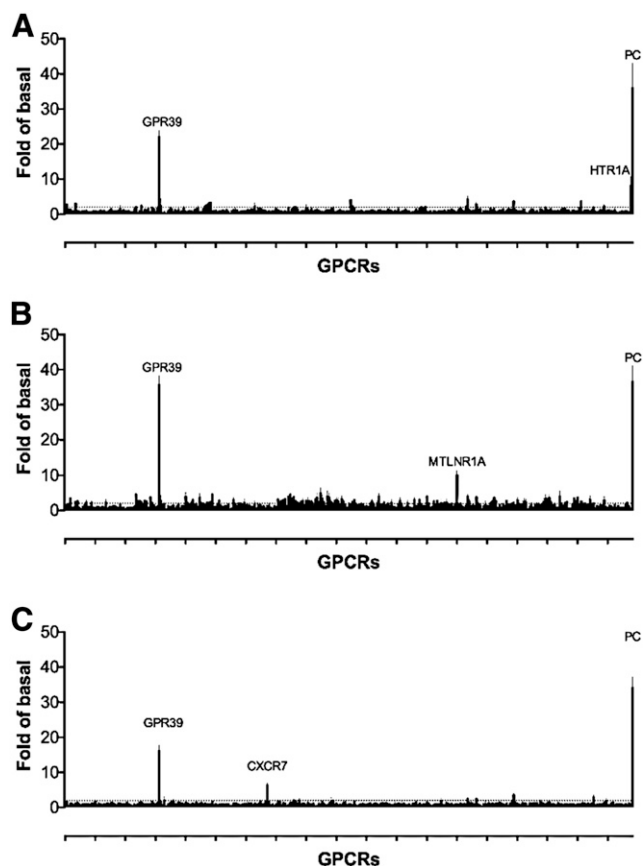 A
50
PC
40
30
GPR39
20
HTR1A
10
0
Fold of basal
GPCRs
B
50
PC
40
GPR39
30
20
MTLNR1A
10
0
Fold of basal
GPCRs
C
50
PC
40
30
GPR39
20
CXCR7
10
0
Fold of basal
GPCRs